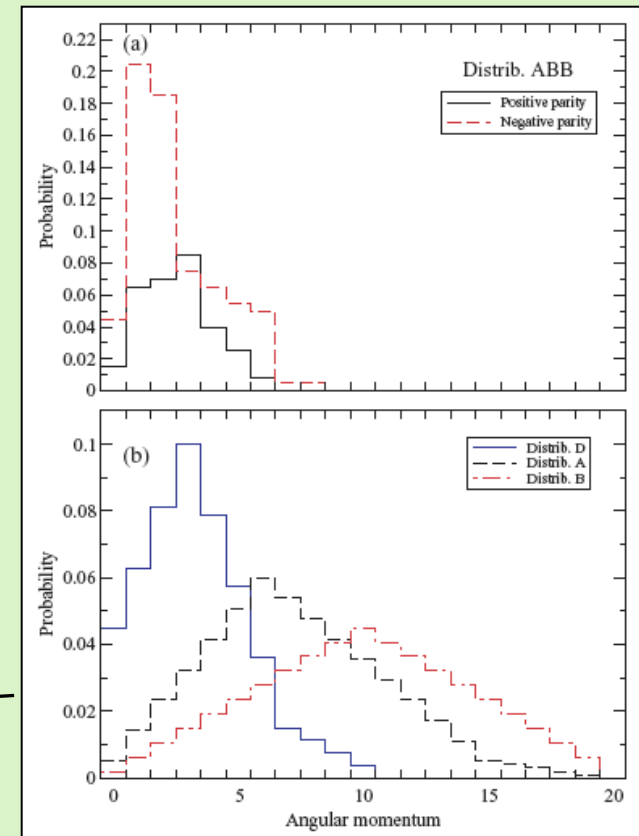 (a)
Distrib. ABB
Positive parity
Negative parity
0.22
0.2
0.18
0.16
0.14
0.12
0.1
0.08
0.06
0.04
0.02
0
Probability
(b)
Distrib. D
Distrib. A
Distrib. B
0.1
0.08
0.06
0.04
0.02
0
Probability
0 5 10 15 20
Angular momentum